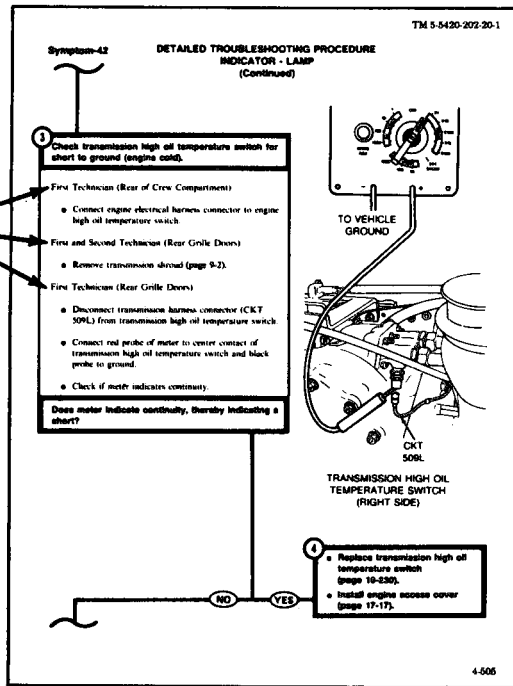 TM 5-5420-202-20-1
Symptom-42
DETAILED TROUBLESHOOTING PROCEDURE
INDICATOR - LAMP
(Continued)
3
Check transmission high oil temperature switch for
short to ground (engine cold).
First Technician (Rear of Crew Compartment)
• Connect engine electrical harness connector to engine
high oil temperature switch.
First and Second Technician (Rear Grille Doors)
• Remove transmission shroud (page 9-2).
First Technician (Rear Grille Doors)
• Disconnect transmission harness connector (CKT
509L) from transmission high oil temperature switch.
• Connect red probe of meter to center contact of
transmission high oil temperature switch and black
probe to ground.
• Check if meter indicates continuity.
Does meter indicate continuity, thereby indicating a
short?
TO VEHICLE
GROUND
CKT
509L
TRANSMISSION HIGH OIL
TEMPERATURE SWITCH
(RIGHT SIDE)
4
• Replace transmission high oil
temperature switch
(page 10-230).
• Install engine access cover
(page 17-17).
NO
YES
4-505